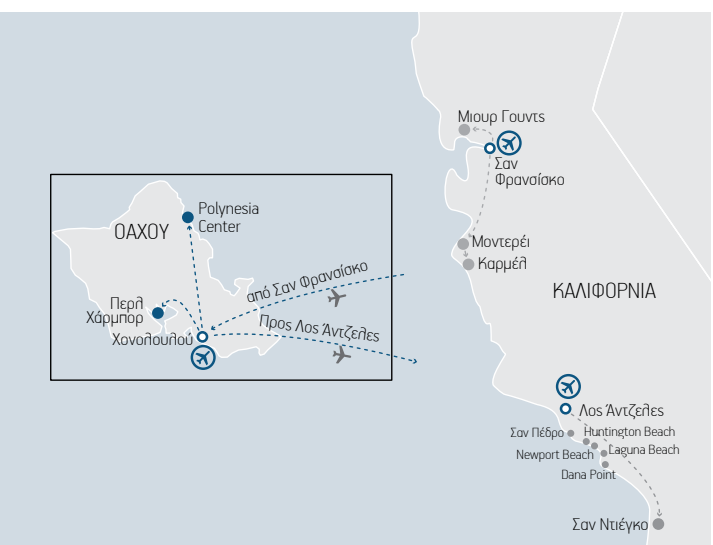 Μιουρ Γουντς
Σαν
Φρανσίσκο
Μοντερέι
Καρμέλ
ΚΑΛΙΦΟΡΝΙΑ
Polynesia
Center
ΟΑΧΟΥ
από Σαν Φρανσίσκο
Περλ
Χάρμπορ
Προς Λος Άντζελες
Χονολουλού
Λος Άντζελες
Σαν Πέδρο
Huntington Beach
Newport Beach
Laguna Beach
Dana Point
Σαν Ντιέγκο